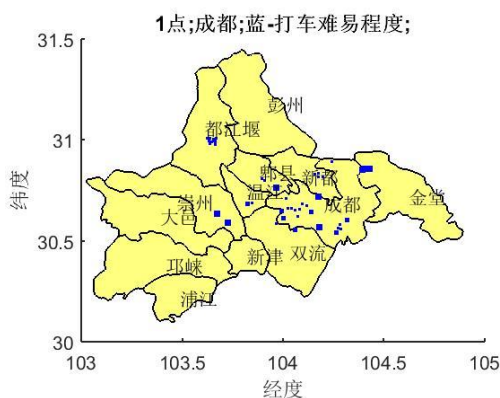 1点;成都;蓝-打车难易程度;
31.5
彭州
31
都江堰
郫县
新都
纬度
温江
金堂
崇州
成都
大邑
30.5
双流
新津
邛崃
浦江
30
103
103.5
104
104.5
105
经度